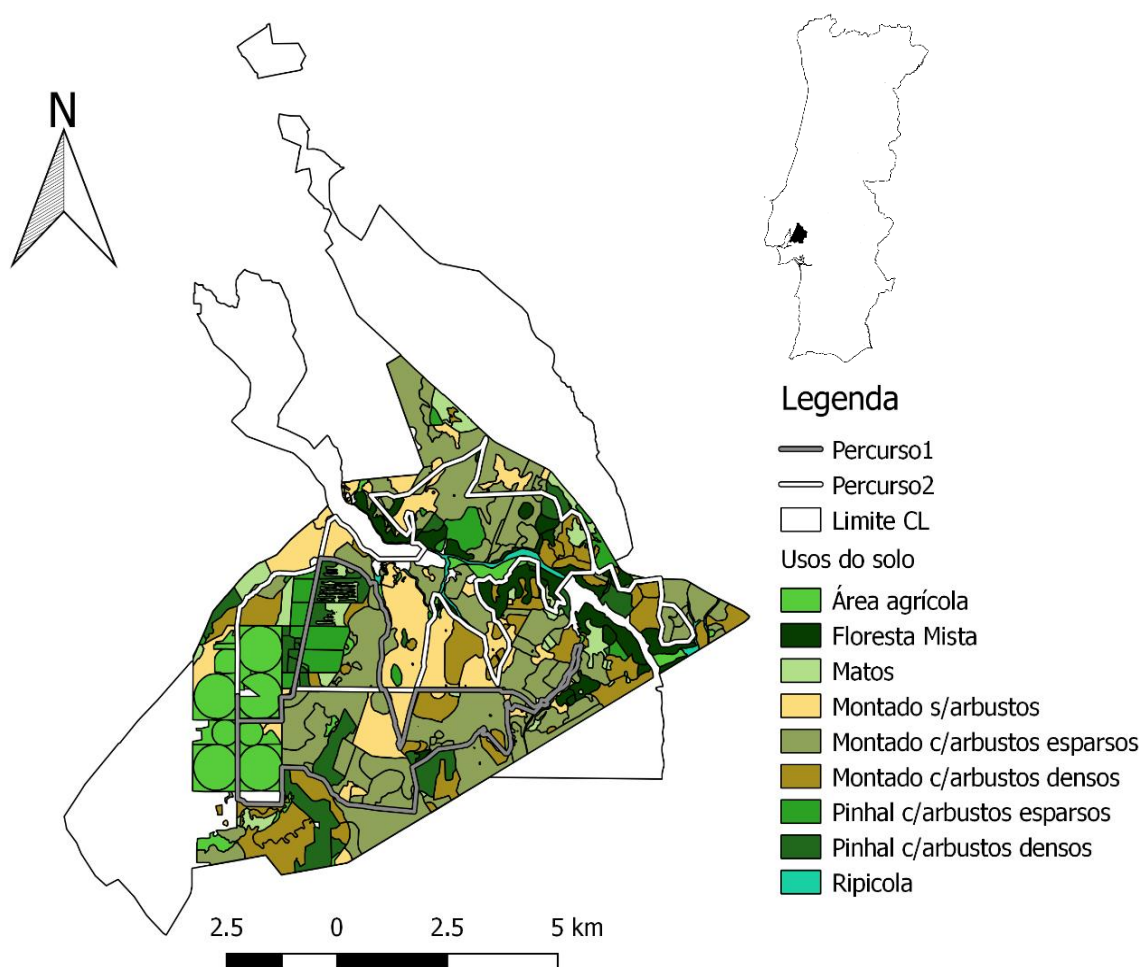 N
Legenda
Percurso1
Percurso2
Limite CL
Usos do solo
Área agrícola
Floresta Mista
Matos
Montado s/arbustos
Montado c/arbustos esparsos
Montado c/arbustos densos
Pinhal c/arbustos esparsos
Pinhal c/arbustos densos
Ripicola
2.5 0 2.5 5 km